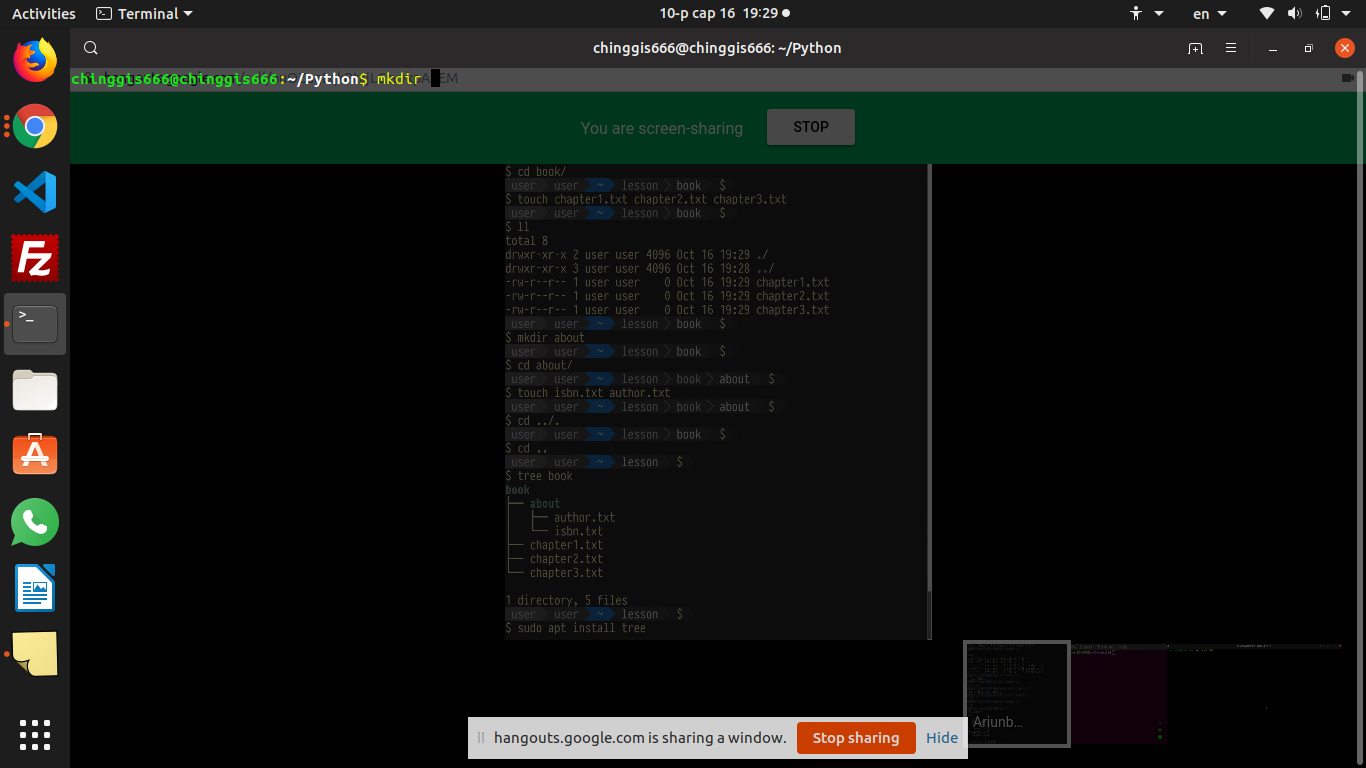 Activities Terminal 10-р сар 16 19:29 en
chinggis666@chinggis666: ~/Python
chinggis666@chinggis666:~/Python$ mkdir
You are screen-sharing STOP
$ cd book/
user user ~ lesson book $
$ touch chapter1.txt chapter2.txt chapter3.txt
user user ~ lesson book $
$ ll
total 8
drwxr-xr-x 2 user user 4096 Oct 16 19:29 ./
drwxr-xr-x 3 user user 4096 Oct 16 19:28 ../
-rw-r--r-- 1 user user 0 Oct 16 19:29 chapter1.txt
-rw-r--r-- 1 user user 0 Oct 16 19:29 chapter2.txt
-rw-r--r-- 1 user user 0 Oct 16 19:29 chapter3.txt
user user ~ lesson book $
$ mkdir about
user user ~ lesson book $
$ cd about/
user user ~ lesson book about $
$ touch isbn.txt author.txt
user user ~ lesson book about $
$ cd ../.
user user ~ lesson book $
$ cd ..
user user ~ lesson $
$ tree book
book
├── about
│   ├── author.txt
│   └── isbn.txt
├── chapter1.txt
├── chapter2.txt
└── chapter3.txt
1 directory, 5 files
user user ~ lesson $
$ sudo apt install tree
Ariunb...
hangouts.google.com is sharing a window. Stop sharing Hide